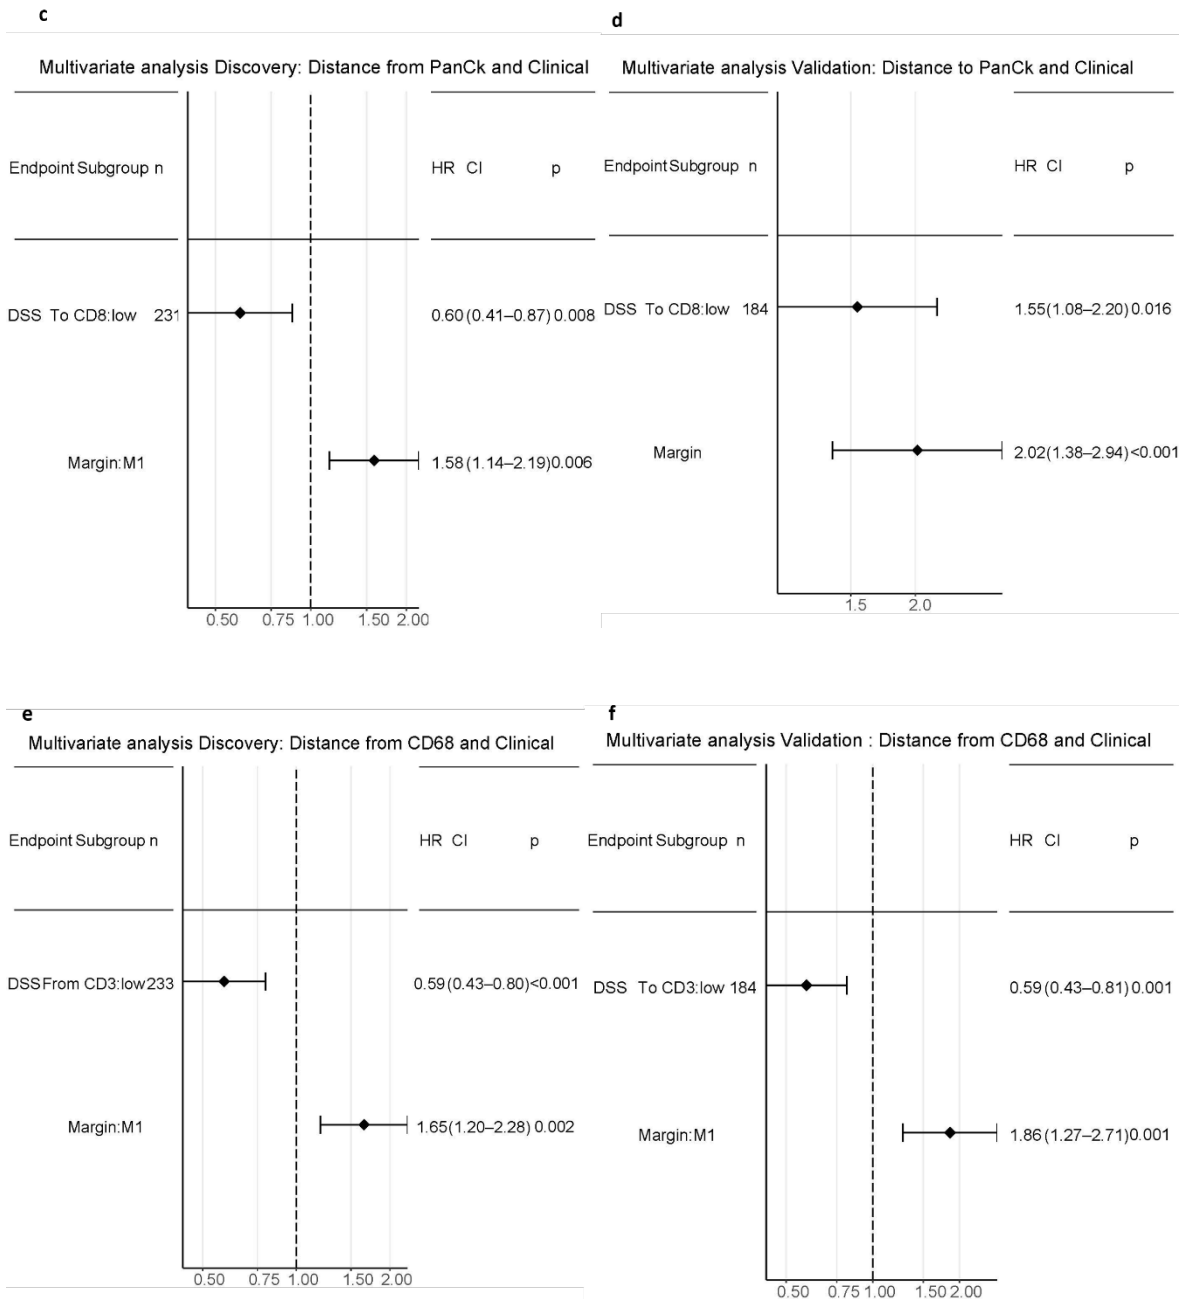 c
Multivariate analysis Discovery: Distance from PanCk and Clinical
Endpoint Subgroup n HR CI p
DSS To CD8:low 231 0.60 (0.41–0.87) 0.008
Margin:M1 1.58 (1.14–2.19) 0.006
0.50 0.75 1.00 1.50 2.00
d
Multivariate analysis Validation: Distance to PanCk and Clinical
Endpoint Subgroup n HR CI p
DSS To CD8:low 184 1.55 (1.08–2.20) 0.016
Margin 2.02 (1.38–2.94) <0.001
1.5 2.0
e
Multivariate analysis Discovery: Distance from CD68 and Clinical
Endpoint Subgroup n HR CI p
DSS From CD3:low 233 0.59 (0.43–0.80) <0.001
Margin:M1 1.65 (1.20–2.28) 0.002
0.50 0.75 1.00 1.50 2.00
f
Multivariate analysis Validation : Distance from CD68 and Clinical
Endpoint Subgroup n HR CI p
DSS To CD3:low 184 0.59 (0.43–0.81) 0.001
Margin:M1 1.86 (1.27–2.71) 0.001
0.50 0.75 1.00 1.50 2.00